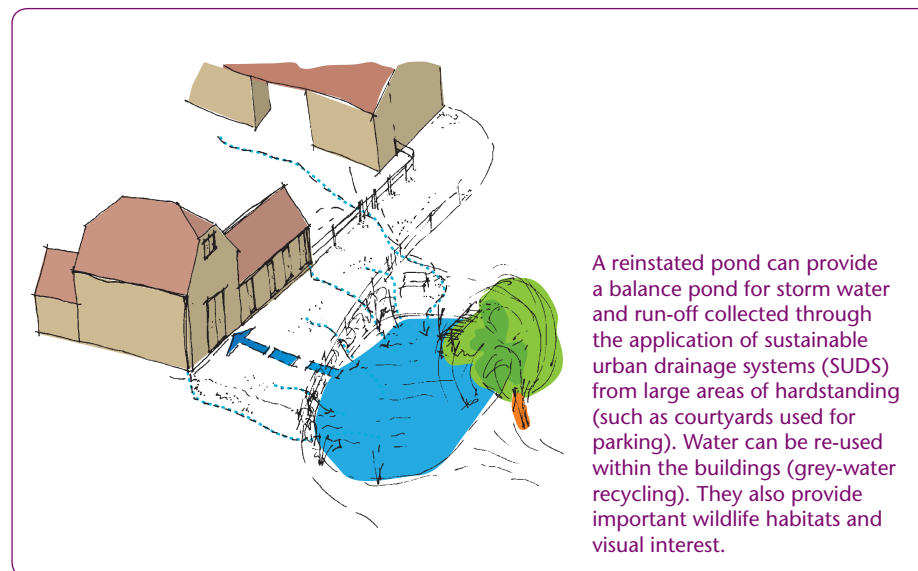 A reinstated pond can provide
a balance pond for storm water
and run-off collected through
the application of sustainable
urban drainage systems (SUDS)
from large areas of hardstanding
(such as courtyards used for
parking). Water can be re-used
within the buildings (grey-water
recycling). They also provide
important wildlife habitats and
visual interest.